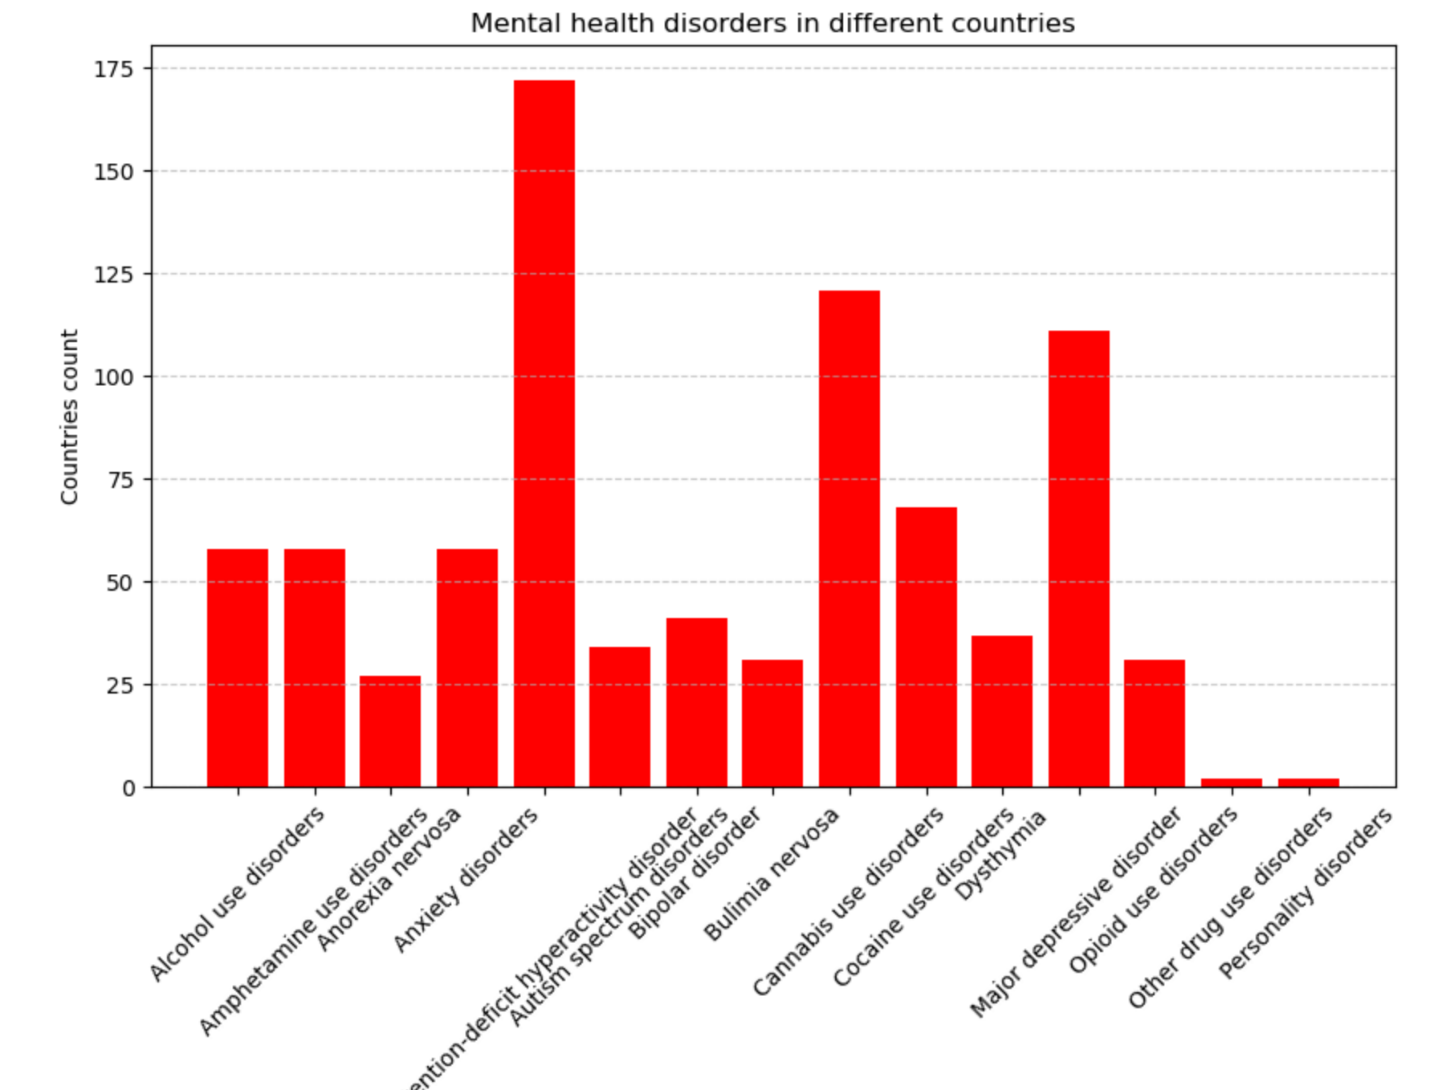 Mental health disorders in different countries
Countries count
175
150
125
100
75
50
25
0
Alcohol use disorders
Amphetamine use disorders
Anorexia nervosa
Anxiety disorders
ention-deficit hyperactivity disorder
Autism spectrum disorders
Bipolar disorder
Bulimia nervosa
Cannabis use disorders
Cocaine use disorders
Dysthymia
Major depressive disorder
Opioid use disorders
Other drug use disorders
Personality disorders